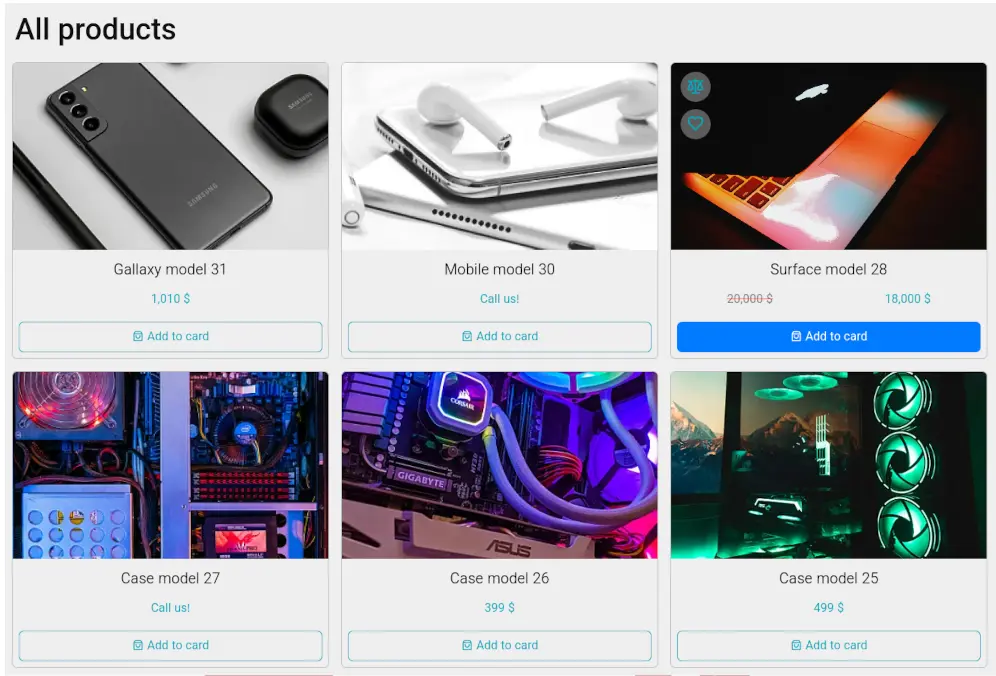 All products
SAMSUNG
SAMSUNG
Gallaxy model 31
1,010 $
Add to card
Mobile model 30
Call us!
Add to card
Surface model 28
20,000 $ 18,000 $
Add to card
intel
Case model 27
Call us!
Add to card
CORSAIR
GIGABYTE
ASUS
Case model 26
399 $
Add to card
Case model 25
499 $
Add to card